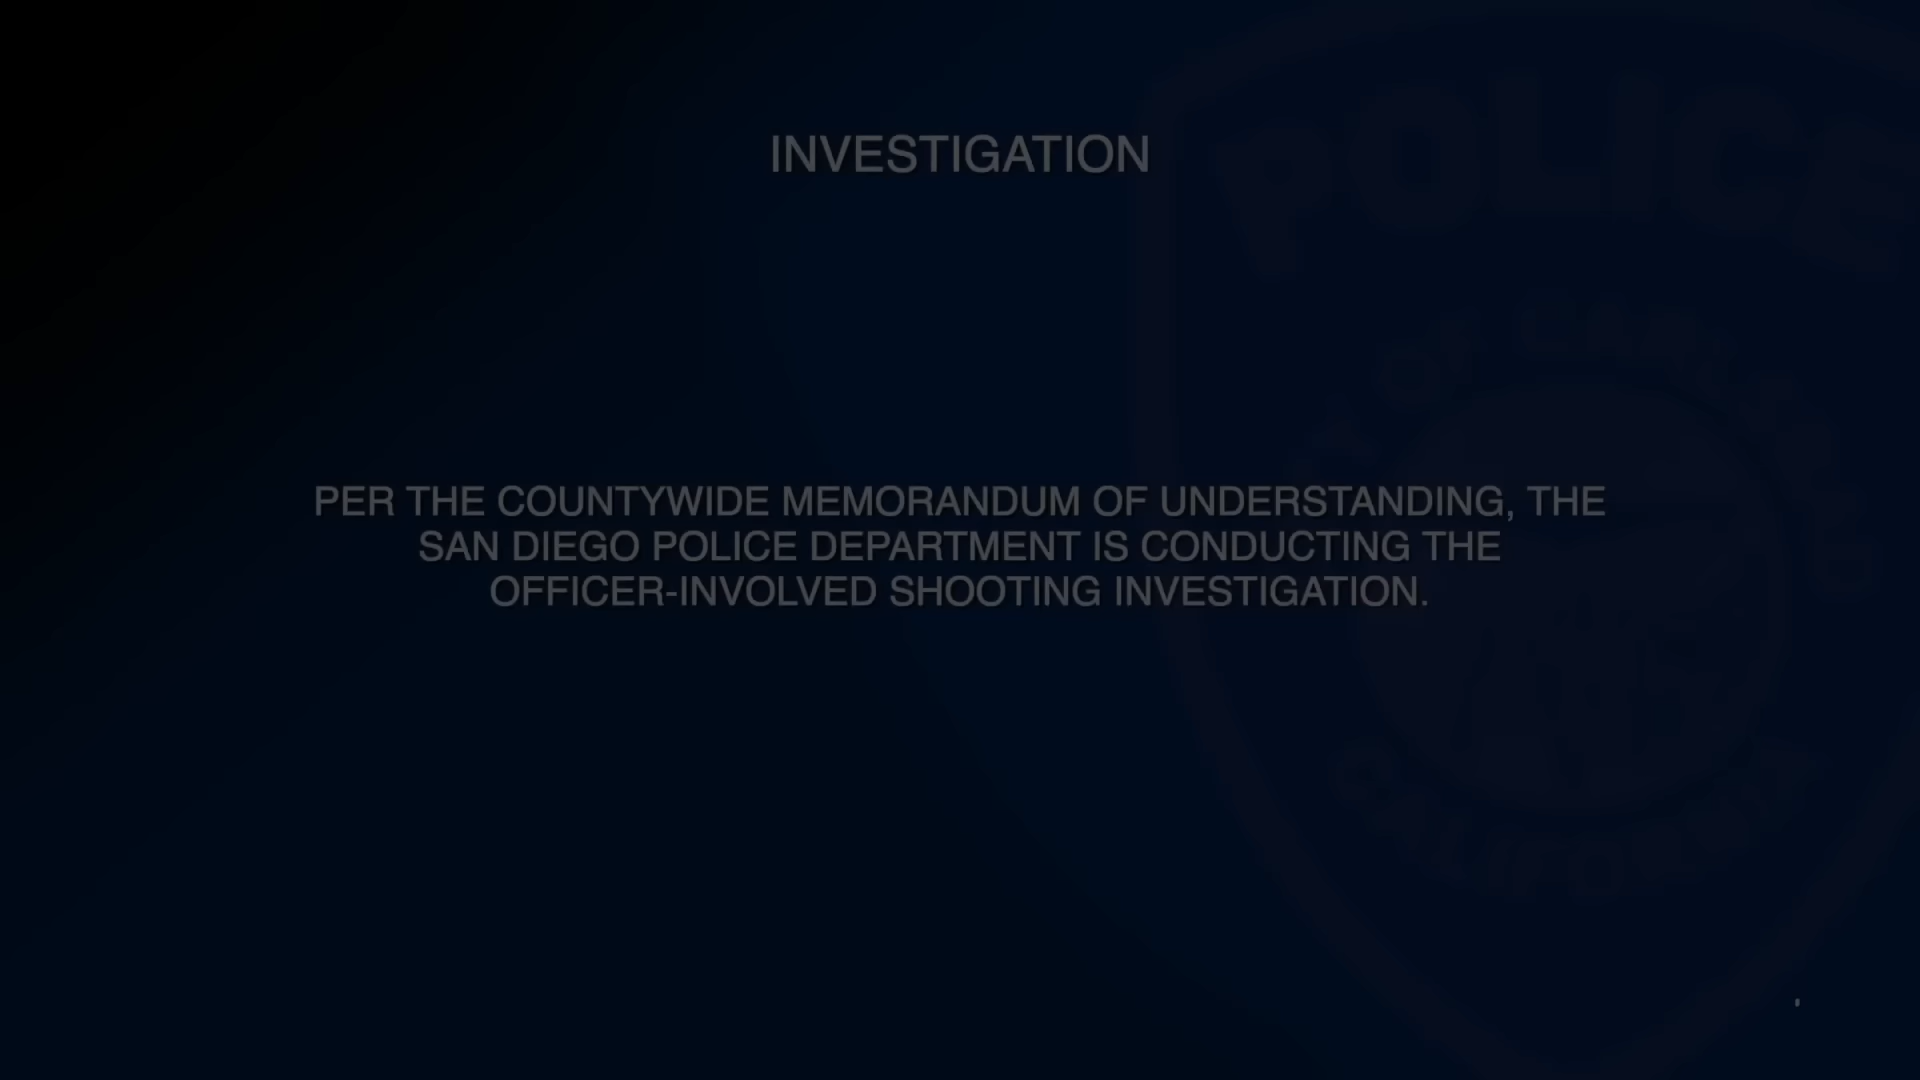 POLICE
INVESTIGATION
PER THE COUNTYWIDE MEMORANDUM OF UNDERSTANDING, THE
SAN DIEGO POLICE DEPARTMENT IS CONDUCTING THE
OFFICER-INVOLVED SHOOTING INVESTIGATION.